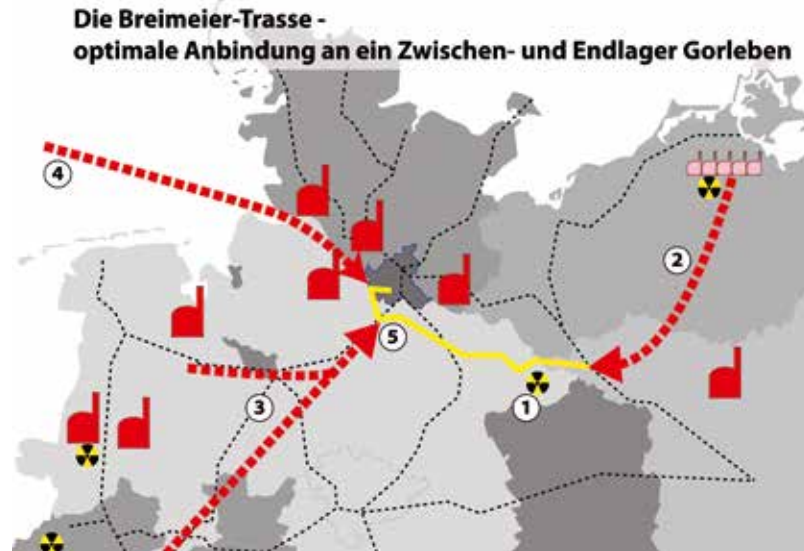 Die Breimeier-Trasse -
optimale Anbindung an ein Zwischen- und Endlager Gorleben
4
2
5
3
1